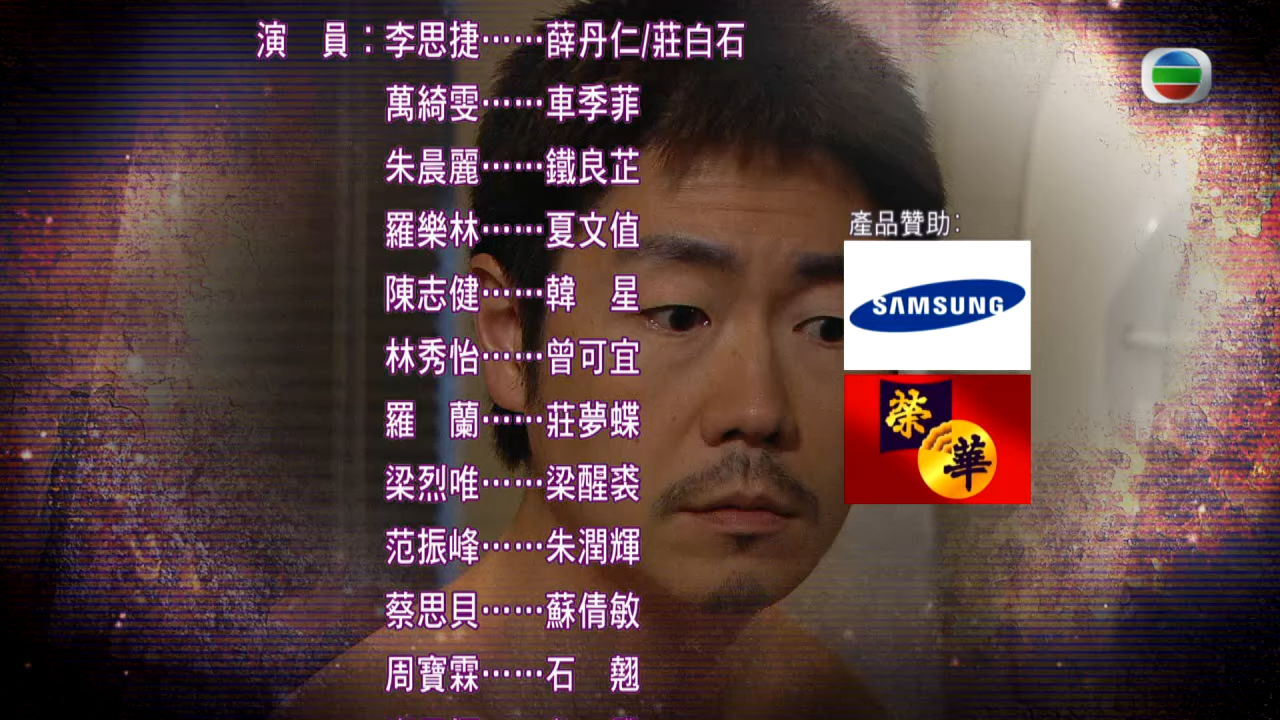 演　員：李思捷……薛丹仁/莊白石
萬綺雯……車季菲
朱晨麗……鐵良芷
羅樂林……夏文值
陳志健……韓　星
林秀怡……曾可宜
羅　蘭……莊夢蝶
梁烈唯……梁醒裘
范振峰……朱潤輝
蔡思貝……蘇倩敏
周寶霖……石　翹
產品贊助：
SAMSUNG
榮
華